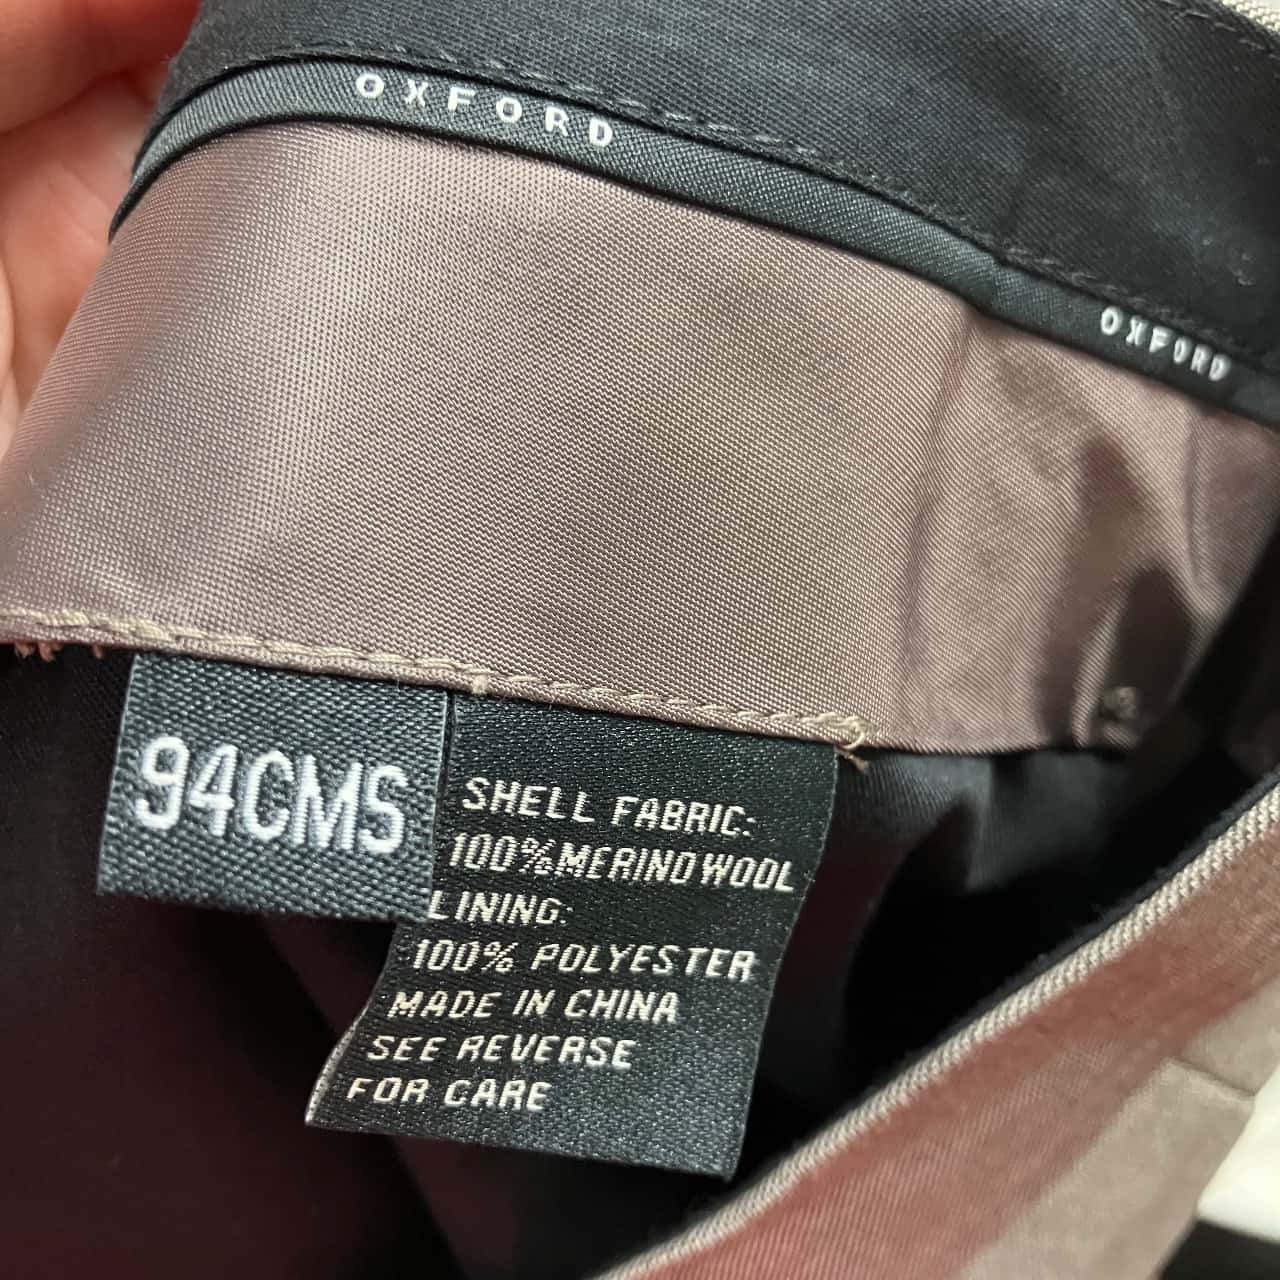 OXFORD
OXFORD
94CMS
SHELL FABRIC:
100%MERINO WOOL
LINING:
100% POLYESTER
MADE IN CHINA
SEE REVERSE
FOR CARE